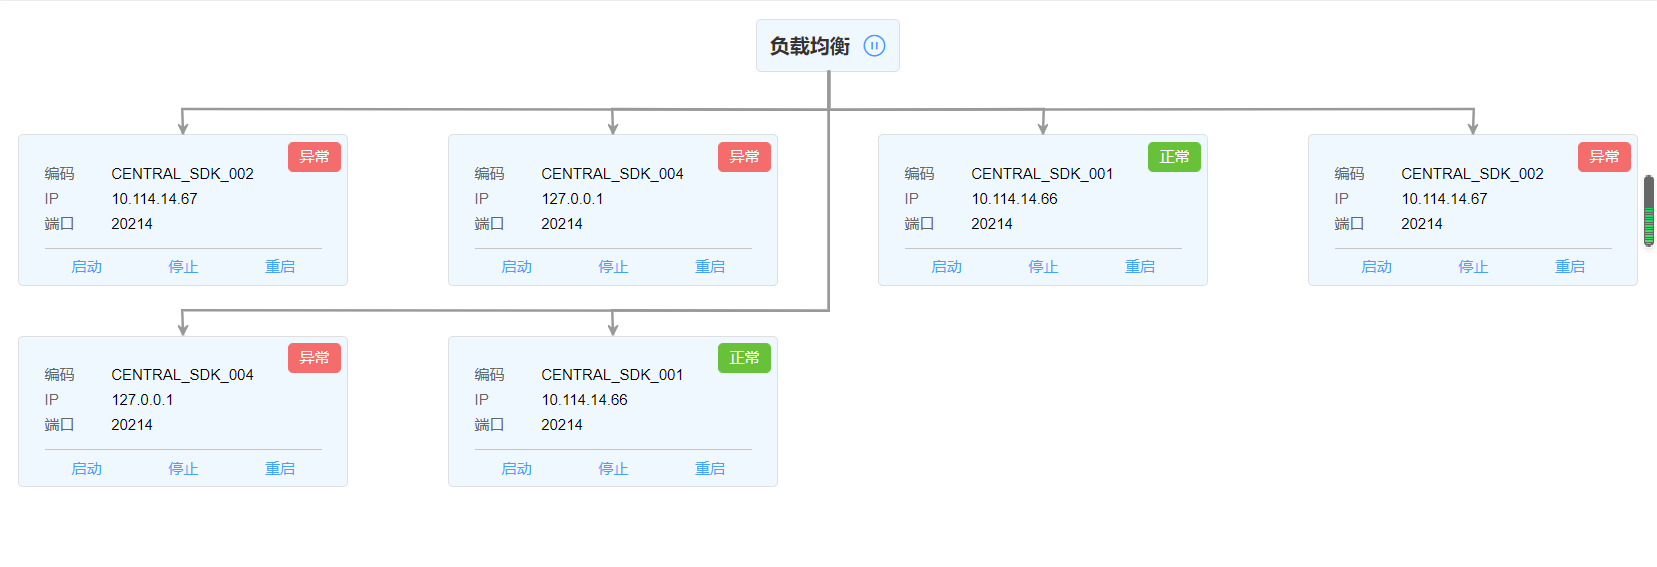 负载均衡
异常
编码 CENTRAL_SDK_002
IP 10.114.14.67
端口 20214
启动 停止 重启
异常
编码 CENTRAL_SDK_004
IP 127.0.0.1
端口 20214
启动 停止 重启
正常
编码 CENTRAL_SDK_001
IP 10.114.14.66
端口 20214
启动 停止 重启
异常
编码 CENTRAL_SDK_002
IP 10.114.14.67
端口 20214
启动 停止 重启
异常
编码 CENTRAL_SDK_004
IP 127.0.0.1
端口 20214
启动 停止 重启
正常
编码 CENTRAL_SDK_001
IP 10.114.14.66
端口 20214
启动 停止 重启